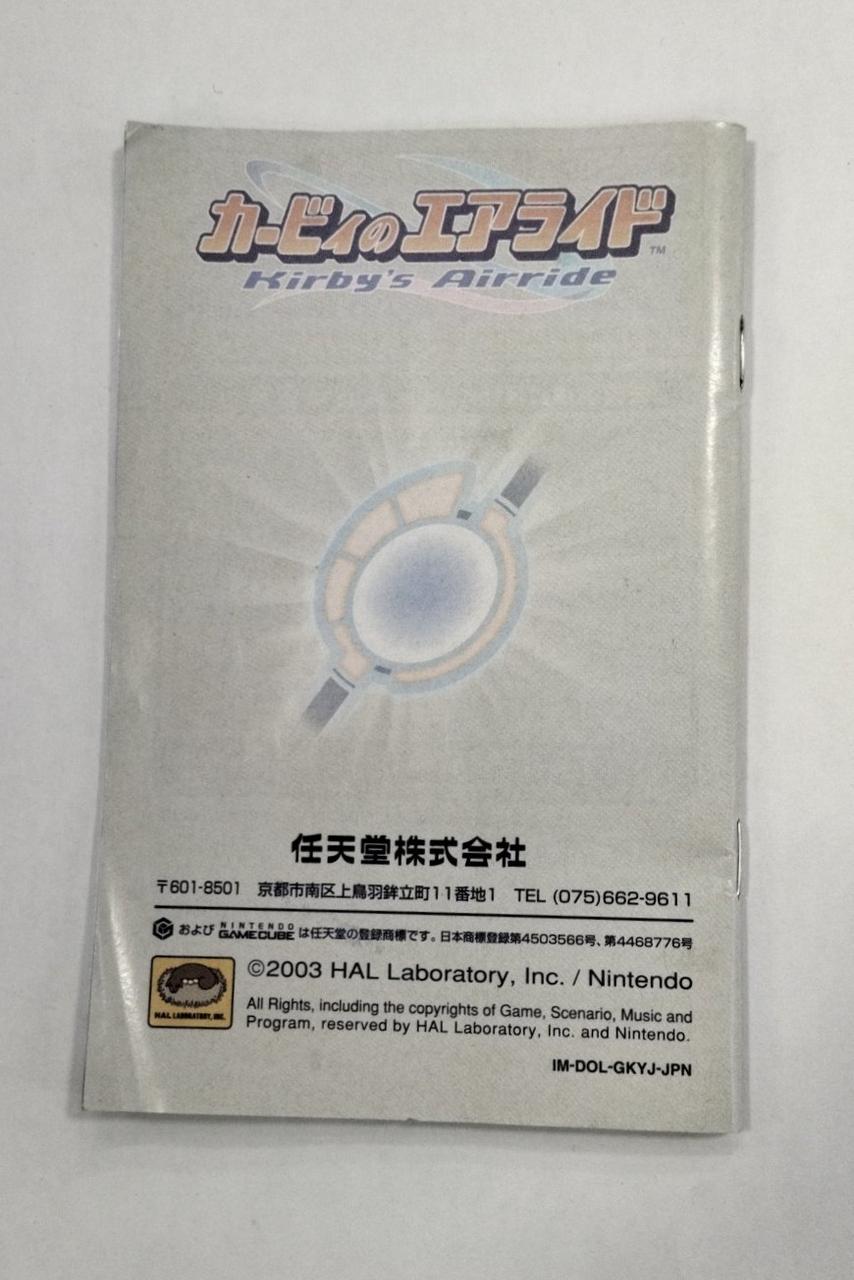 カービィのエアライド™
Kirby's Airride
任天堂株式会社
〒601-8501 京都市南区上鳥羽鉾立町11番地1 TEL (075)662-9611
および NINTENDO GAMECUBE は任天堂の登録商標です。日本商標登録第4503566号、第4468776号
©2003 HAL Laboratory, Inc. / Nintendo
All Rights, including the copyrights of Game, Scenario, Music and
Program, reserved by HAL Laboratory, Inc. and Nintendo.
HAL LABORATORY, INC.
IM-DOL-GKYJ-JPN